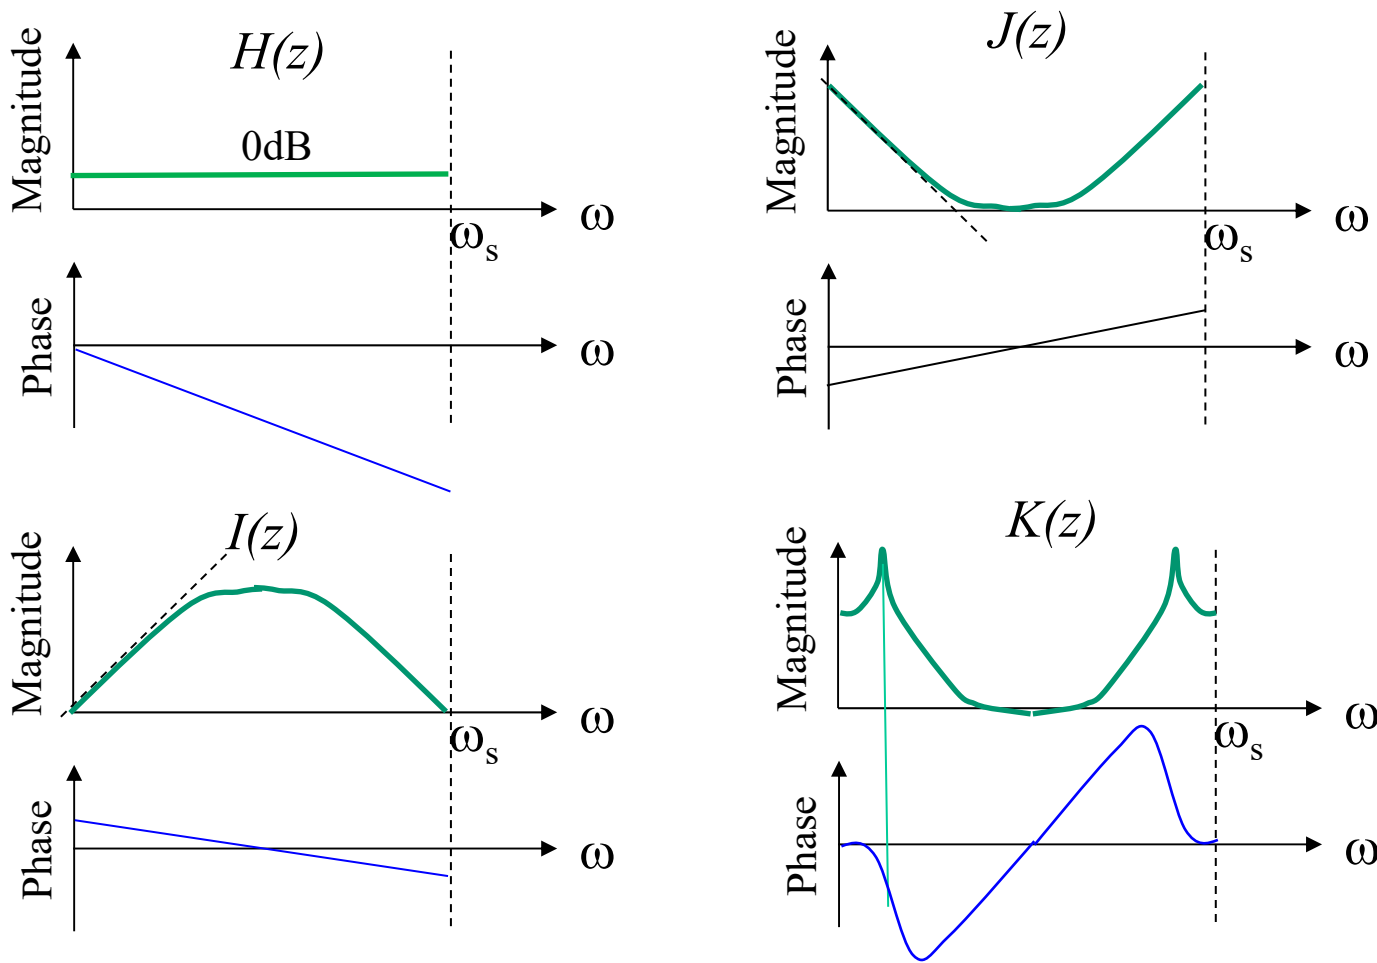 H(z)
Magnitude
0dB
ω
ωs
Phase
ω
J(z)
Magnitude
ω
ωs
Phase
ω
I(z)
Magnitude
ω
ωs
Phase
ω
K(z)
Magnitude
ω
ωs
Phase
ω